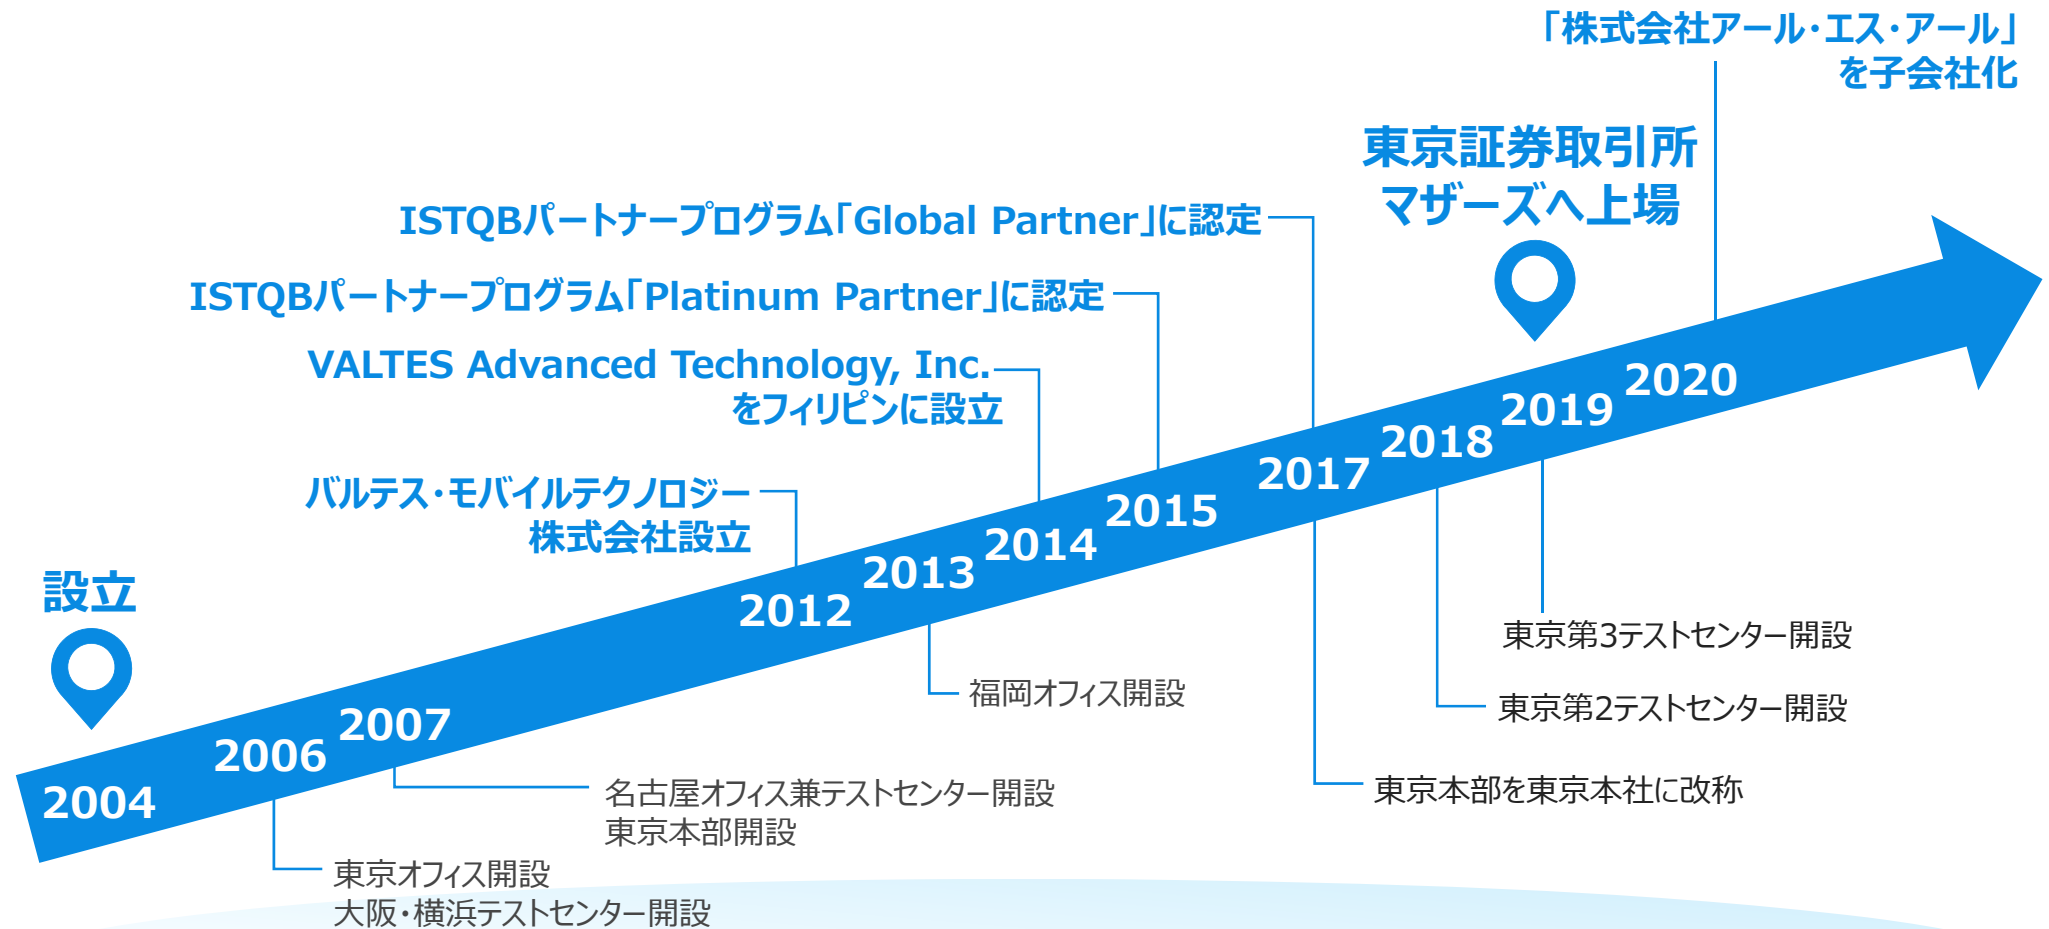 「株式会社アール・エス・アール」
を子会社化
東京証券取引所
マザーズへ上場
ISTQBパートナープログラム「Global Partner」に認定
ISTQBパートナープログラム「Platinum Partner」に認定
VALTES Advanced Technology, Inc.
をフィリピンに設立
バルテス・モバイルテクノロジー
株式会社設立
設立
2004
2006
2007
2012
2013
2014
2015
2017
2018
2019
2020
東京第3テストセンター開設
東京第2テストセンター開設
東京本部を東京本社に改称
福岡オフィス開設
名古屋オフィス兼テストセンター開設
東京本部開設
東京オフィス開設
大阪・横浜テストセンター開設